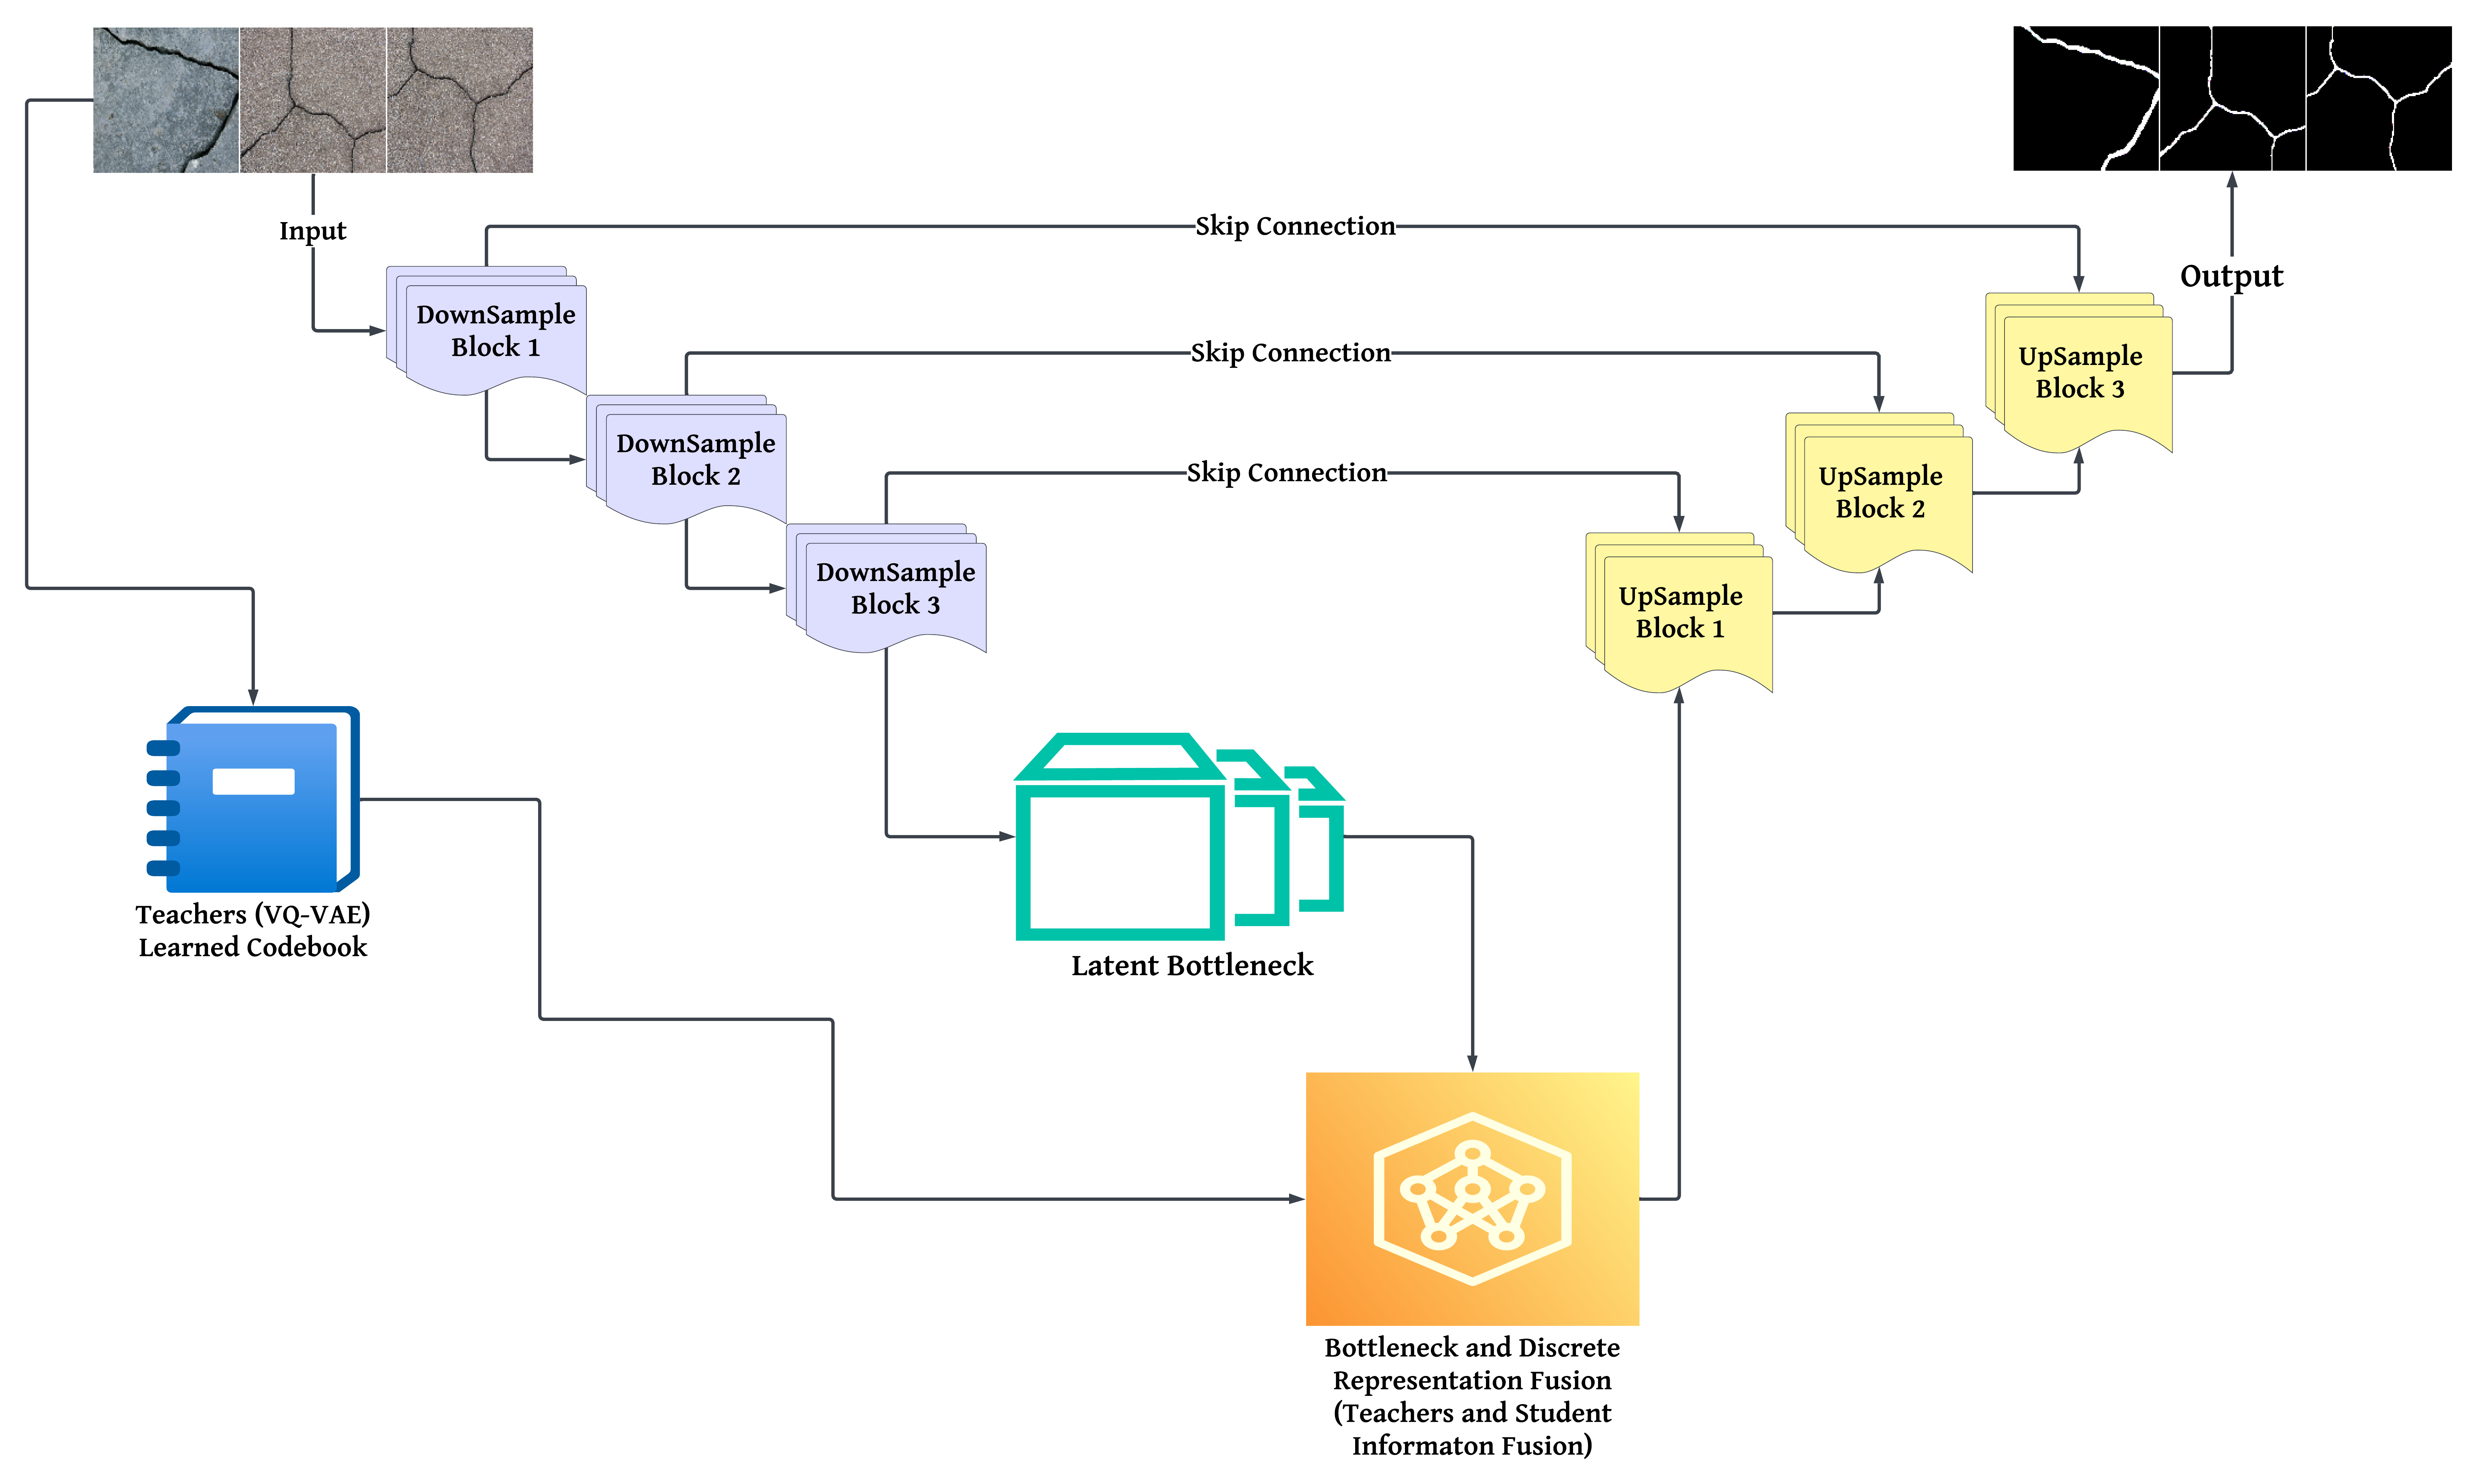 Input
Skip Connection
Output
DownSample
Block 1
Skip Connection
UpSample
Block 3
DownSample
Block 2
Skip Connection
UpSample
Block 2
DownSample
Block 3
UpSample
Block 1
Teachers (VQ-VAE)
Learned Codebook
Latent Bottleneck
Bottleneck and Discrete
Representation Fusion
(Teachers and Student
Informaton Fusion)